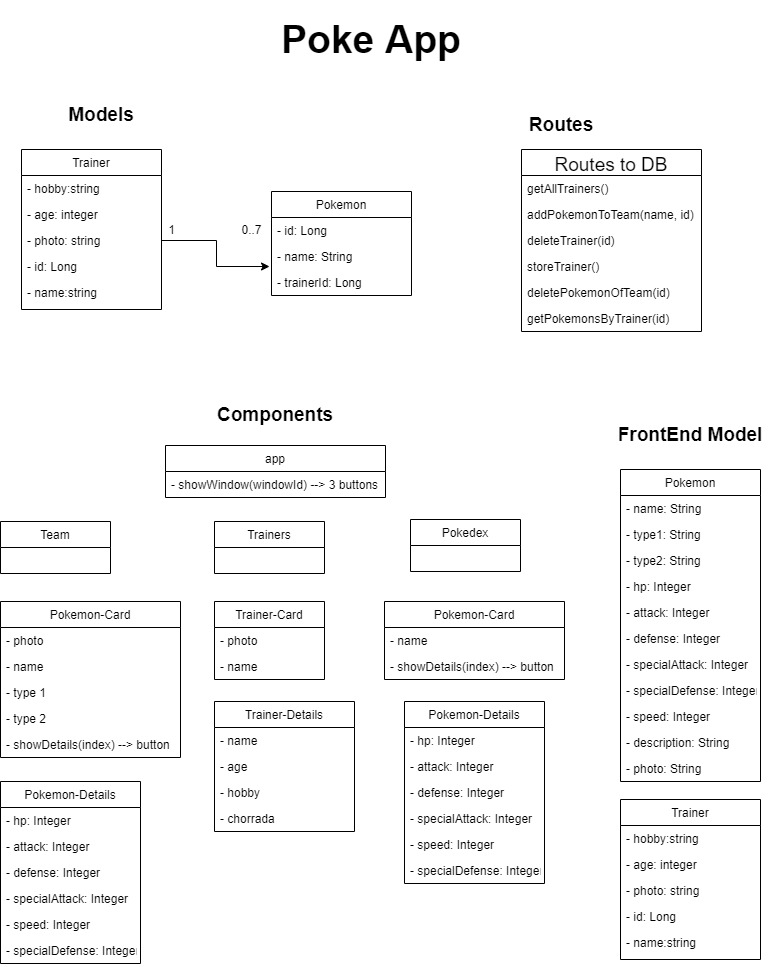 Poke App
Models
Trainer
- hobby:string
- age: integer
- photo: string
- id: Long
- name:string
1
0..7
Pokemon
- id: Long
- name: String
- trainerId: Long
Routes
Routes to DB
getAllTrainers()
addPokemonToTeam(name, id)
deleteTrainer(id)
storeTrainer()
deletePokemonOfTeam(id)
getPokemonsByTrainer(id)
Components
app
- showWindow(windowId) --> 3 buttons
Team
Pokemon-Card
- photo
- name
- type 1
- type 2
- showDetails(index) --> button
Pokemon-Details
- hp: Integer
- attack: Integer
- defense: Integer
- specialAttack: Integer
- speed: Integer
- specialDefense: Intege
Trainers
Trainer-Card
- photo
- name
Trainer-Details
- name
- age
- hobby
- chorrada
Pokedex
Pokemon-Card
- name
- showDetails(index) --> button
Pokemon-Details
- hp: Integer
- attack: Integer
- defense: Integer
- specialAttack: Integer
- speed: Integer
- specialDefense: Intege
FrontEnd Model
Pokemon
- name: String
- type1: String
- type2: String
- hp: Integer
- attack: Integer
- defense: Integer
- specialAttack: Integer
- specialDefense: Intege
- speed: Integer
- description: String
- photo: String
Trainer
- hobby:string
- age: integer
- photo: string
- id: Long
- name:string